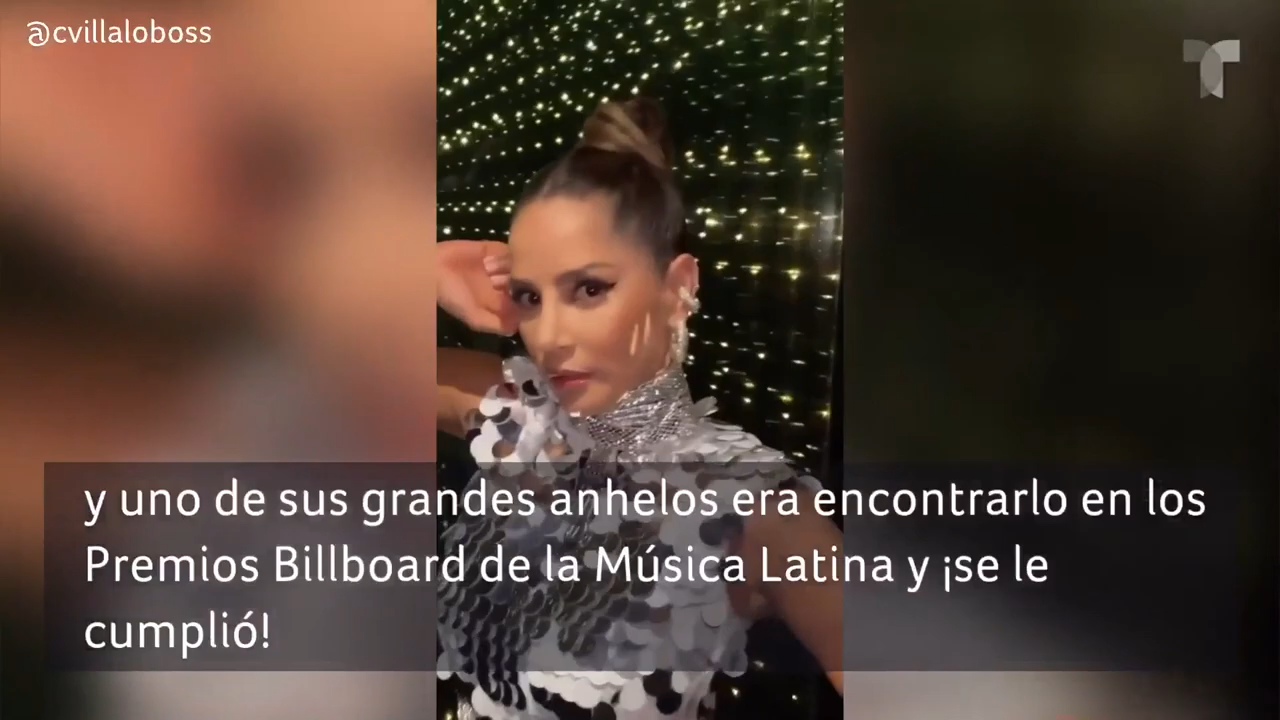 @cvillaloboss
y uno de sus grandes anhelos era encontrarlo en los
Premios Billboard de la Música Latina y ¡se le
cumplió!